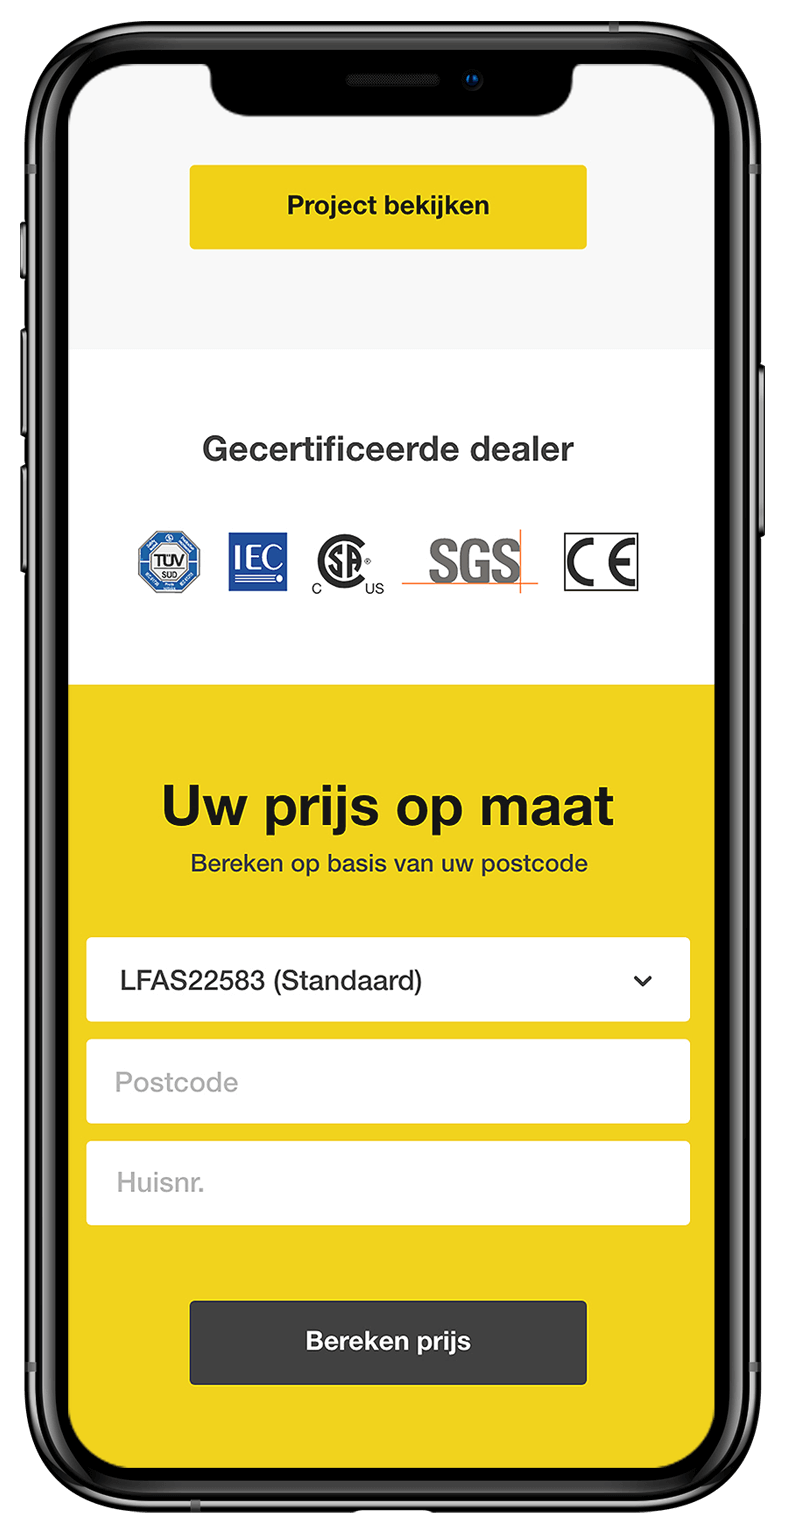 Project bekijken
Gecertificeerde dealer
TÜV
SÜD
IEC
CSA®
C US
SGS
CE
Uw prijs op maat
Bereken op basis van uw postcode
LFAS22583 (Standaard)
Postcode
Huisnr.
Bereken prijs